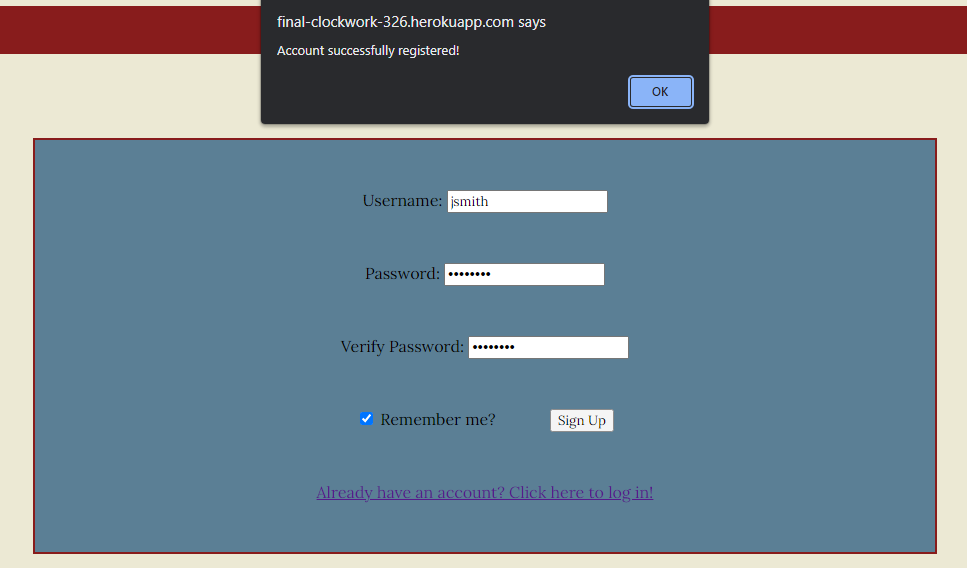 final-clockwork-326.herokuapp.com says
Account successfully registered!
OK
Username: jsmith
Password: ••••••••
Verify Password: ••••••••
Remember me? Sign Up
Already have an account? Click here to log in!